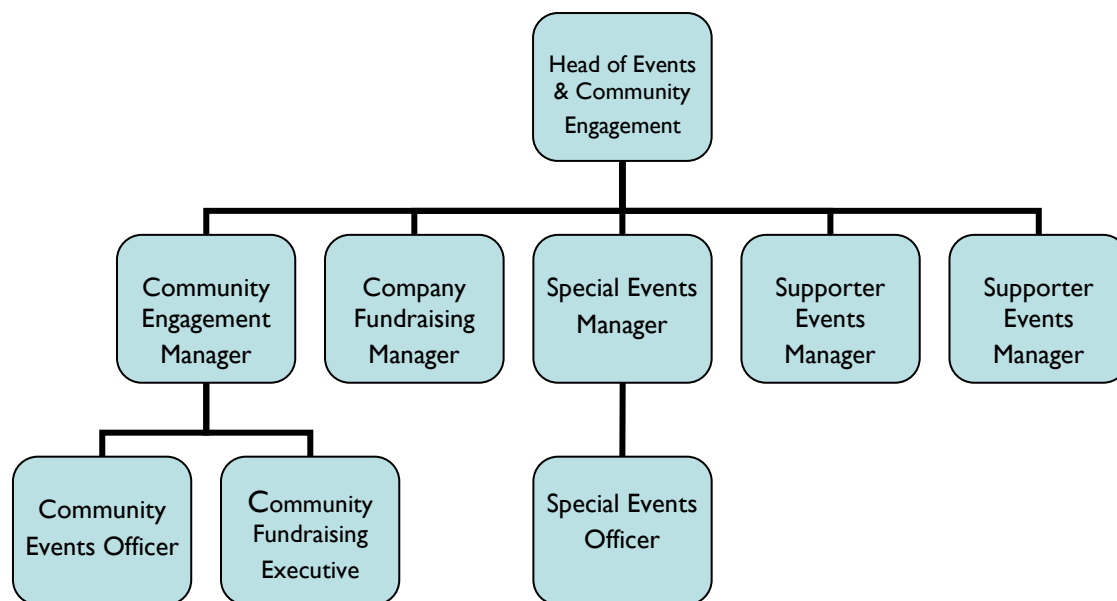 Head of Events
& Community
Engagement
Community
Engagement
Manager
Company
Fundraising
Manager
Special Events
Manager
Supporter
Events
Manager
Supporter
Events
Manager
Community
Events Officer
Community
Fundraising
Executive
Special Events
Officer